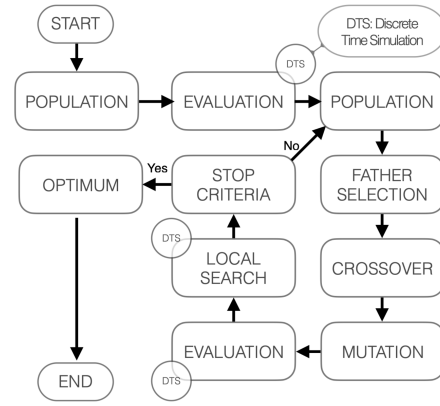 START
DTS: Discrete
Time Simulation
DTS
POPULATION
EVALUATION
POPULATION
No
Yes
OPTIMUM
STOP
CRITERIA
FATHER
SELECTION
DTS
LOCAL
SEARCH
CROSSOVER
EVALUATION
MUTATION
DTS
END